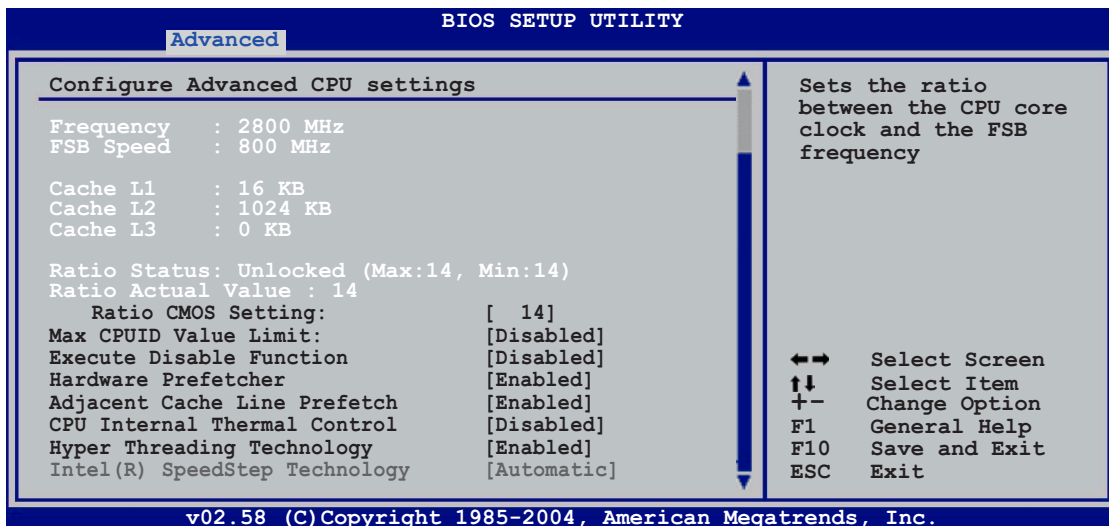 BIOS SETUP UTILITY
Advanced
Configure Advanced CPU settings
Frequency : 2800 MHz
FSB Speed : 800 MHz
Cache L1 : 16 KB
Cache L2 : 1024 KB
Cache L3 : 0 KB
Ratio Status: Unlocked (Max:14, Min:14)
Ratio Actual Value : 14
Ratio CMOS Setting: [ 14]
Max CPUID Value Limit: [Disabled]
Execute Disable Function [Disabled]
Hardware Prefetcher [Enabled]
Adjacent Cache Line Prefetch [Enabled]
CPU Internal Thermal Control [Disabled]
Hyper Threading Technology [Enabled]
Intel(R) SpeedStep Technology [Automatic]
Sets the ratio
between the CPU core
clock and the FSB
frequency
←→ Select Screen
↑↓ Select Item
+- Change Option
F1 General Help
F10 Save and Exit
ESC Exit
v02.58 (C)Copyright 1985-2004, American Megatrends, Inc.